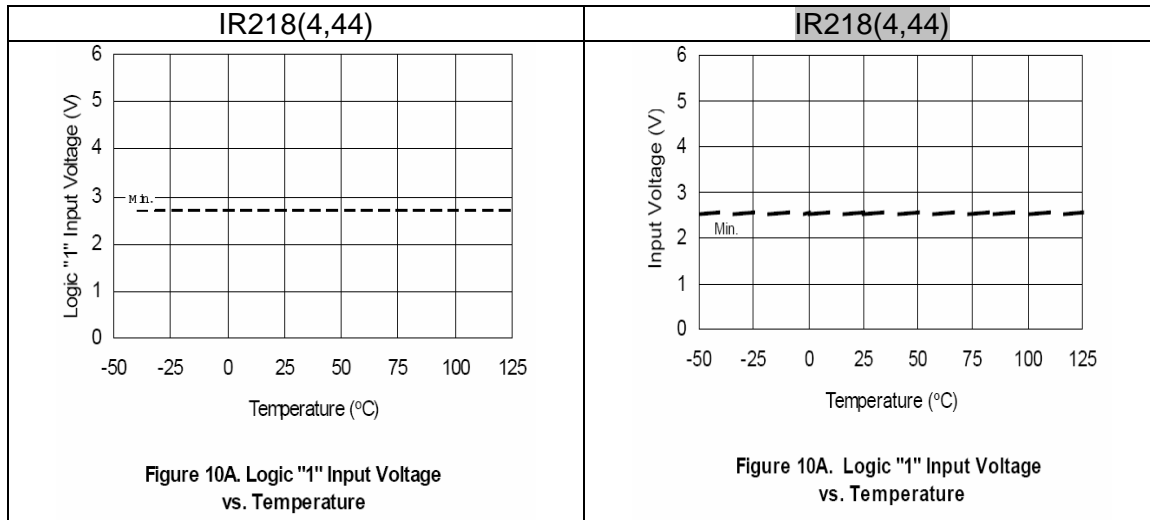 IR218(4,44)
6
5
4
3
2
1
0
Logic "1" Input Voltage (V)
Min.
-50 -25 0 25 50 75 100 125
Temperature (ºC)
Figure 10A. Logic "1" Input Voltage
vs. Temperature
IR218(4,44)
6
5
4
3
2
1
0
Input Voltage (V)
Min.
-50 -25 0 25 50 75 100 125
Temperature (ºC)
Figure 10A. Logic "1" Input Voltage
vs. Temperature